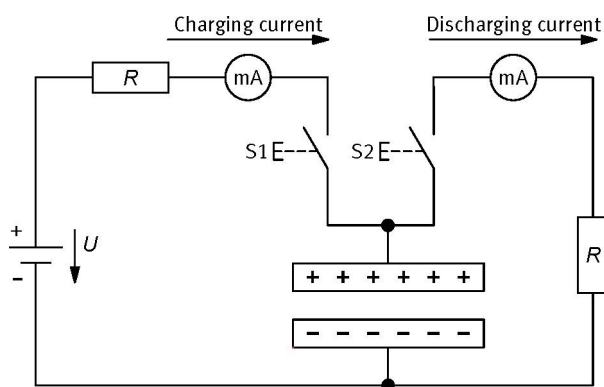 Charging current
Discharging current
R
mA
mA
S1
S2
+
-
U
R
+ + + + + +
- - - - - -